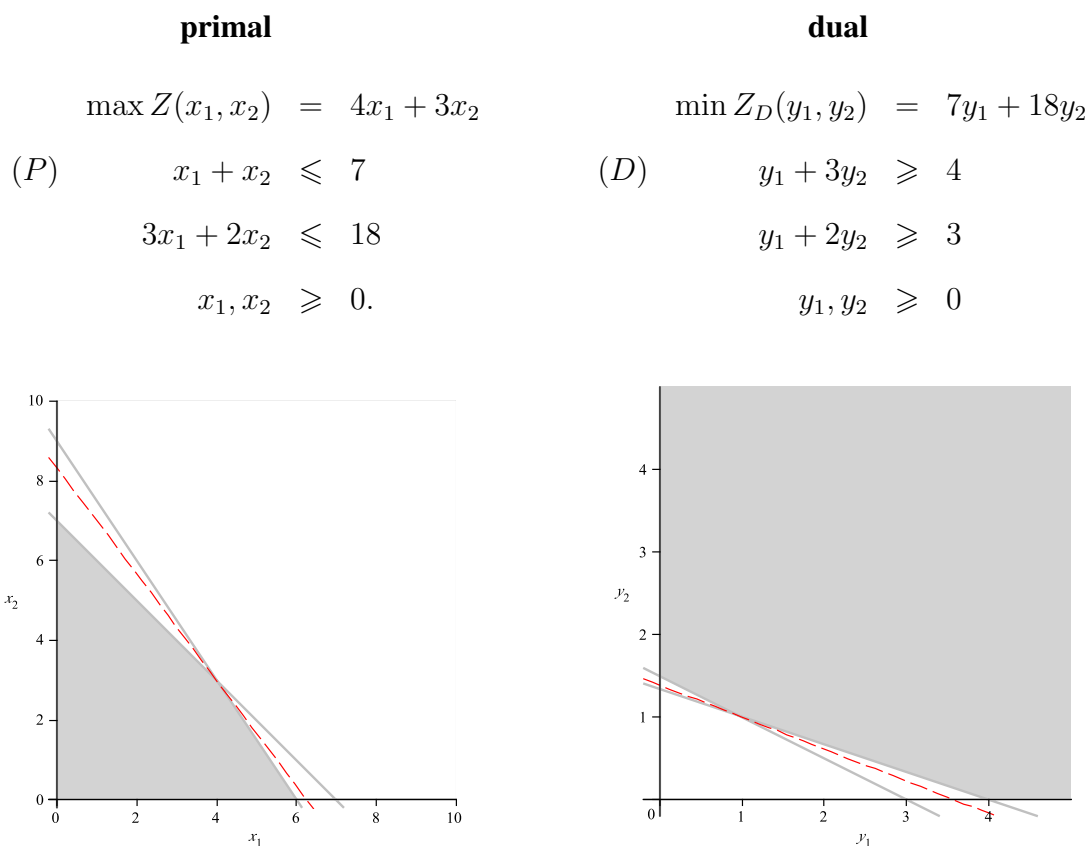 primal
max Z(x₁, x₂) = 4x₁ + 3x₂
(P) x₁ + x₂ ⩽ 7
3x₁ + 2x₂ ⩽ 18
x₁, x₂ ⩾ 0.
dual
min Z_D(y₁, y₂) = 7y₁ + 18y₂
(D) y₁ + 3y₂ ⩾ 4
y₁ + 2y₂ ⩾ 3
y₁, y₂ ⩾ 0
10
8
6
x₂
4
2
0
0 2 4 6 8 10
x₁
4
3
y₂
2
1
0 1 2 3 4
y₁